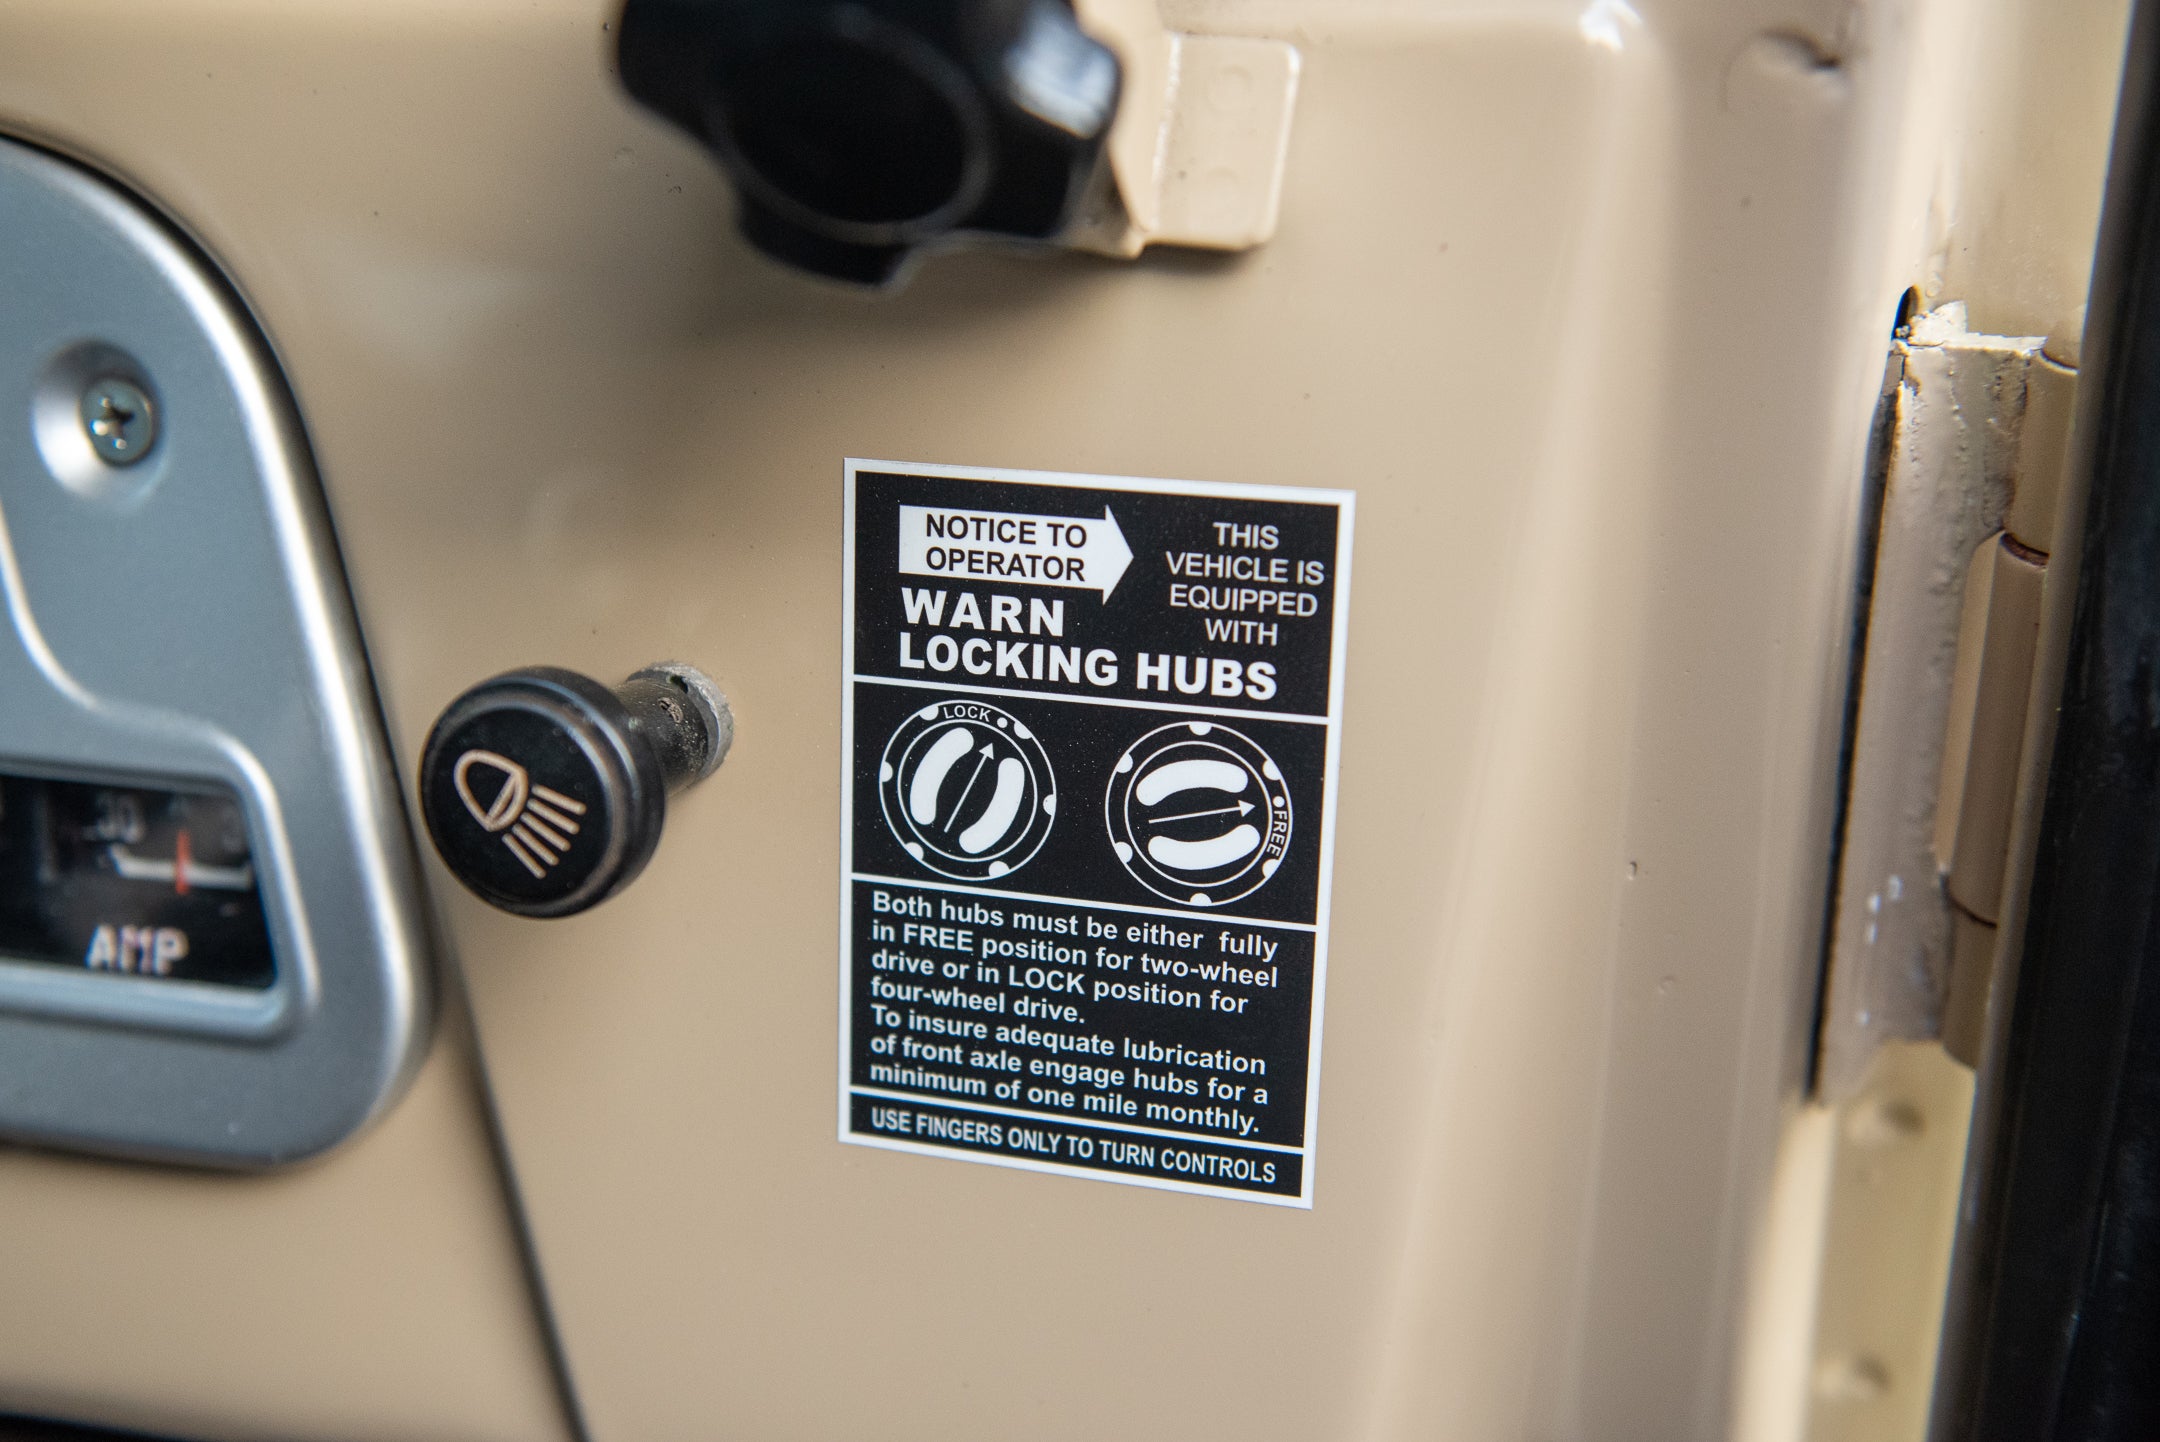 NOTICE TO
OPERATOR
THIS
VEHICLE IS
EQUIPPED
WITH
WARN
LOCKING HUBS
LOCK
FREE
Both hubs must be either fully
in FREE position for two-wheel
drive or in LOCK position for
four-wheel drive.
To insure adequate lubrication
of front axle engage hubs for a
minimum of one mile monthly.
USE FINGERS ONLY TO TURN CONTROLS
30
AMP